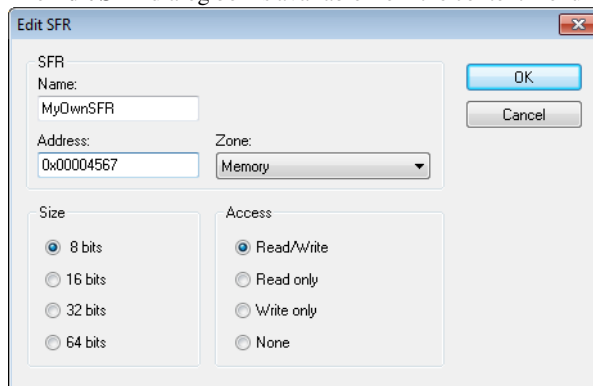 Edit SFR
SFR
Name:
MyOwnSFR
OK
Cancel
Address:
Zone:
0x00004567
Memory
Size
Access
8 bits
Read/Write
16 bits
Read only
32 bits
Write only
64 bits
None